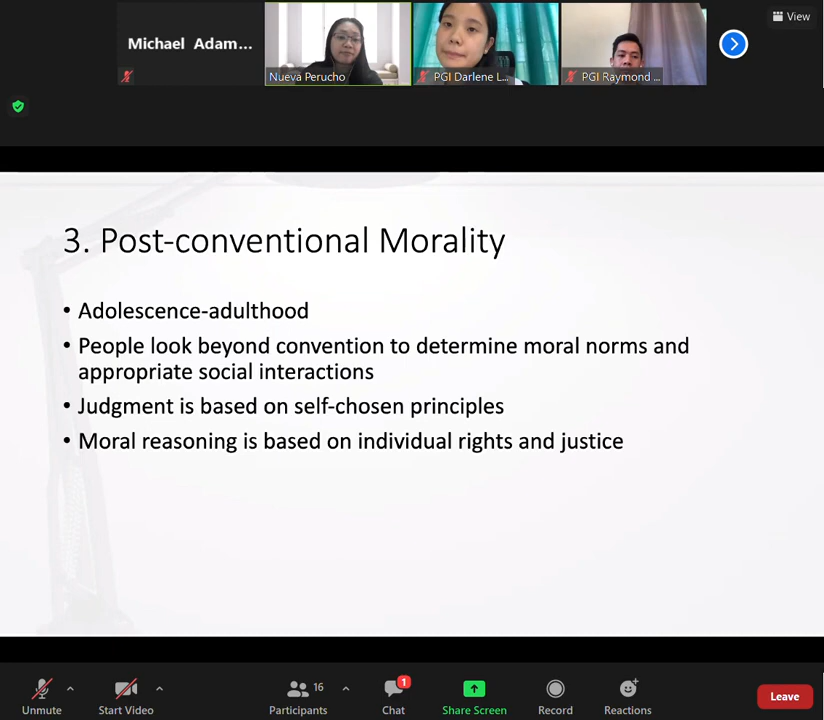 Michael Adam...
Nueva Perucho
PGI Darlene L...
PGI Raymond ...
View
3. Post-conventional Morality
• Adolescence-adulthood
• People look beyond convention to determine moral norms and
appropriate social interactions
• Judgment is based on self-chosen principles
• Moral reasoning is based on individual rights and justice
Unmute
Start Video
16
Participants
1
Chat
Share Screen
Record
Reactions
Leave